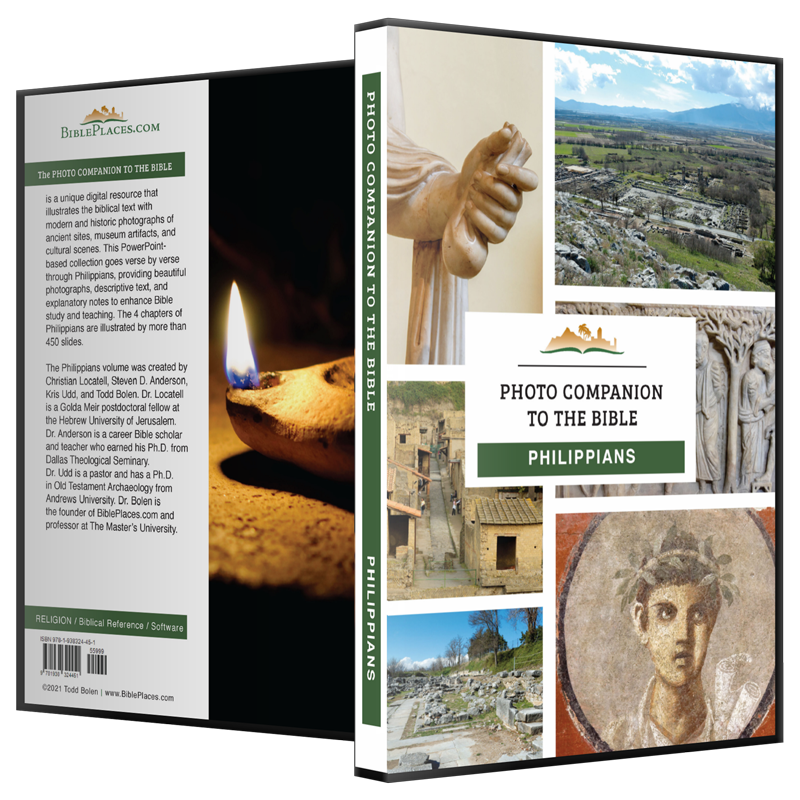 BIBLEPLACES.COM
The PHOTO COMPANION TO THE BIBLE
is a unique digital resource that
illustrates the biblical text with
modern and historic photographs of
ancient sites, museum artifacts, and
cultural scenes. This PowerPoint-
based collection goes verse by verse
through Philippians, providing beautiful
photographs, descriptive text, and
explanatory notes to enhance Bible
study and teaching. The 4 chapters of
Philippians are illustrated by more than
450 slides.
The Philippians volume was created by
Christian Locatell, Steven D. Anderson,
Kris Udd, and Todd Bolen. Dr. Locatell
is a Golda Meir postdoctoral fellow at
the Hebrew University of Jerusalem.
Dr. Anderson is a career Bible scholar
and teacher who earned his Ph.D. from
Dallas Theological Seminary.
Dr. Udd is a pastor and has a Ph.D.
in Old Testament Archaeology from
Andrews University. Dr. Bolen is
the founder of BiblePlaces.com and
professor at The Master's University.
RELIGION / Biblical Reference / Software
ISBN 978-1-938224-45-1
55999
9 781938 224451
©2021 Todd Bolen | www.BiblePlaces.com
PHOTO COMPANION TO THE BIBLE
PHILIPPIANS
PHOTO COMPANION
TO THE BIBLE
PHILIPPIANS